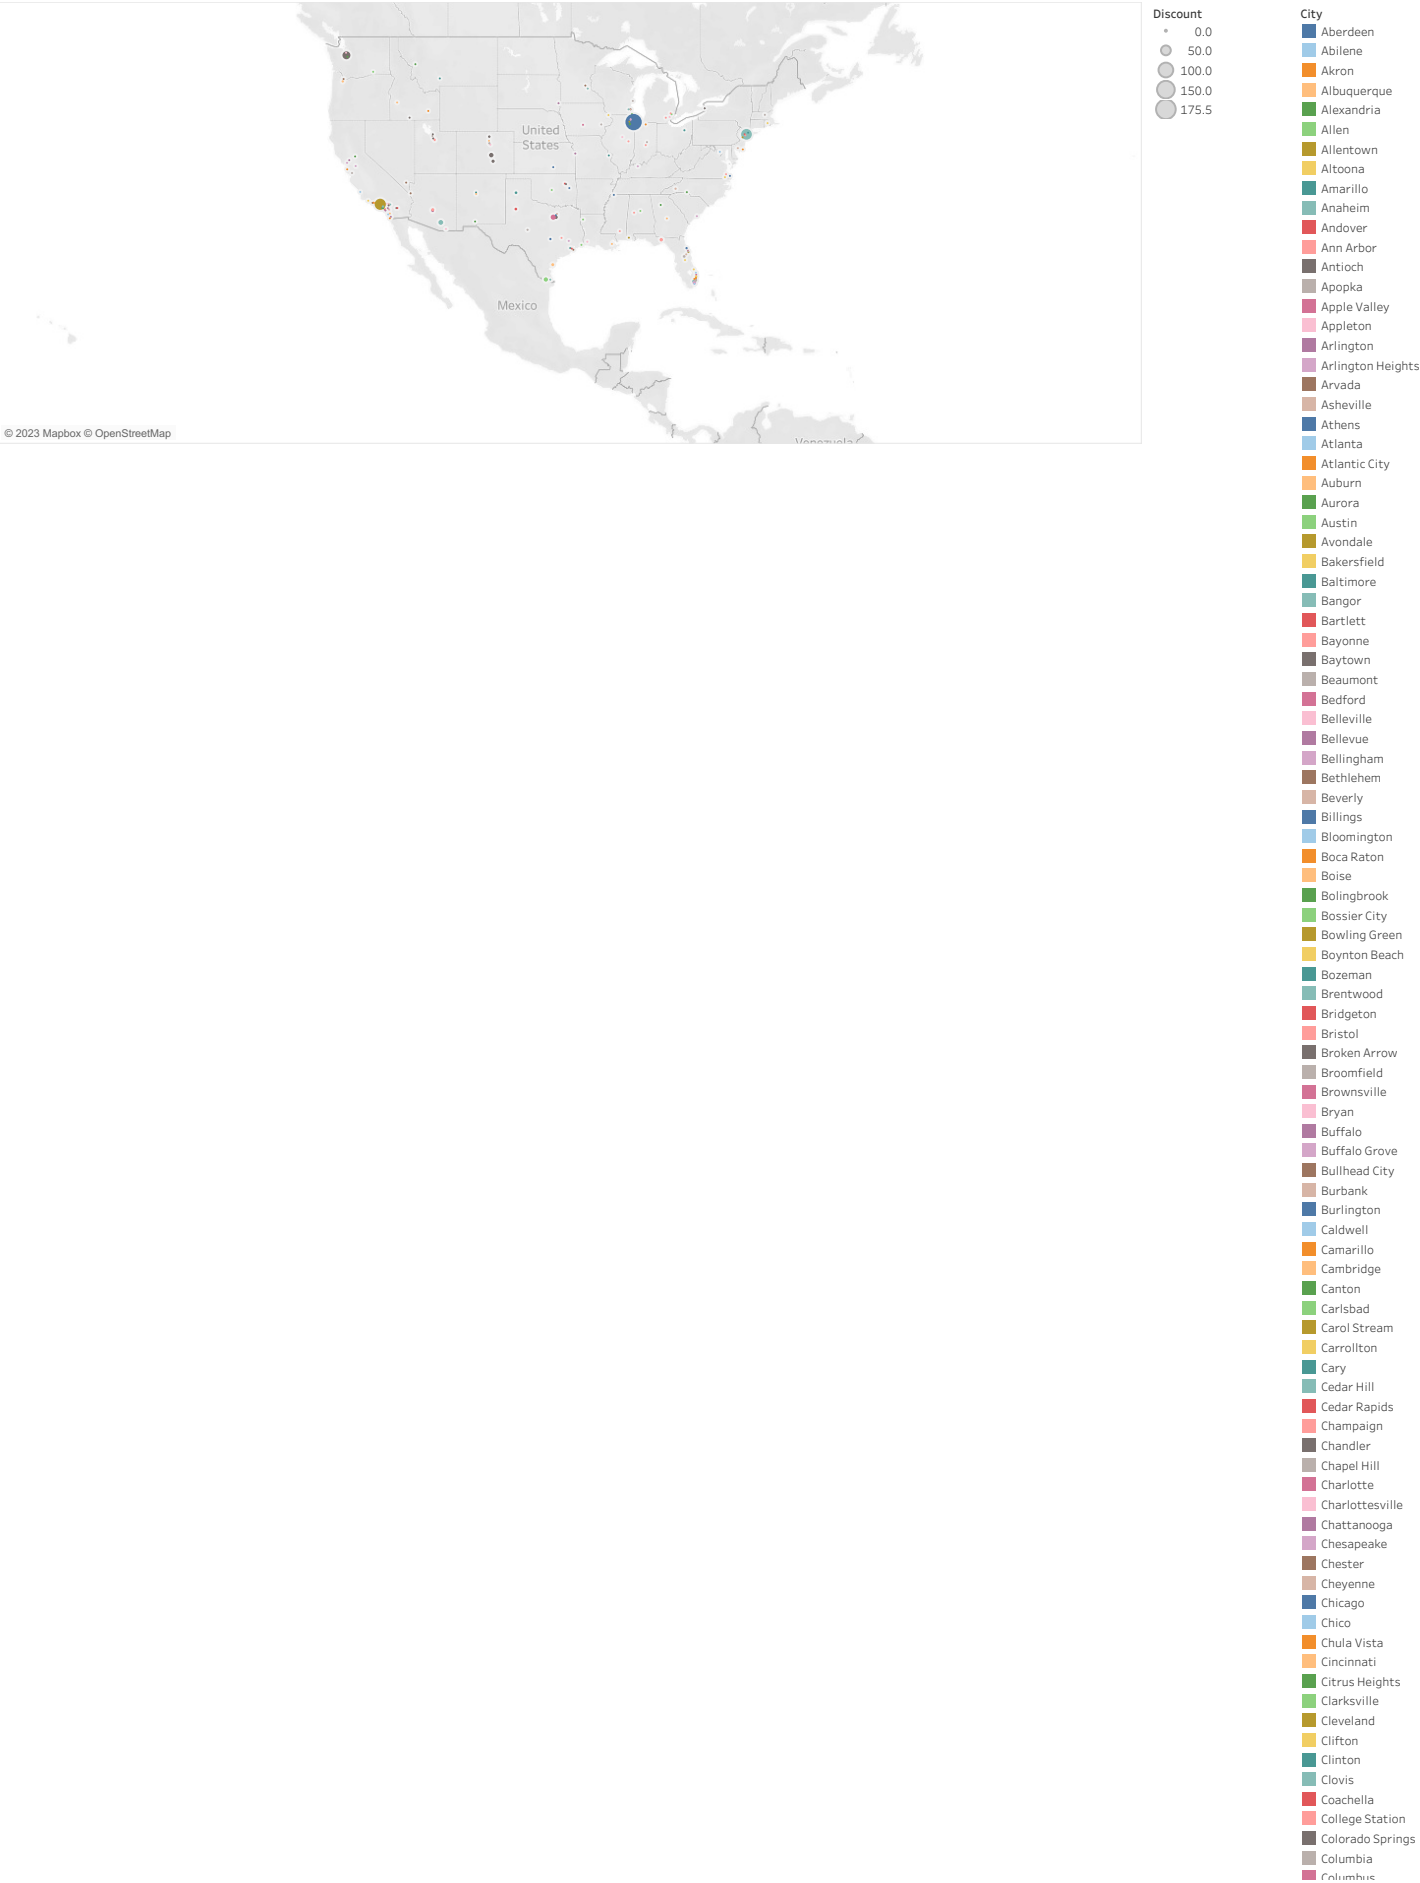 United
States
Mexico
Venezuela
© 2023 Mapbox © OpenStreetMap
Discount
0.0
50.0
100.0
150.0
175.5
City
Aberdeen
Abilene
Akron
Albuquerque
Alexandria
Allen
Allentown
Altoona
Amarillo
Anaheim
Andover
Ann Arbor
Antioch
Apopka
Apple Valley
Appleton
Arlington
Arlington Heights
Arvada
Asheville
Athens
Atlanta
Atlantic City
Auburn
Aurora
Austin
Avondale
Bakersfield
Baltimore
Bangor
Bartlett
Bayonne
Baytown
Beaumont
Bedford
Belleville
Bellevue
Bellingham
Bethlehem
Beverly
Billings
Bloomington
Boca Raton
Boise
Bolingbrook
Bossier City
Bowling Green
Boynton Beach
Bozeman
Brentwood
Bridgeton
Bristol
Broken Arrow
Broomfield
Brownsville
Bryan
Buffalo
Buffalo Grove
Bullhead City
Burbank
Burlington
Caldwell
Camarillo
Cambridge
Canton
Carlsbad
Carol Stream
Carrollton
Cary
Cedar Hill
Cedar Rapids
Champaign
Chandler
Chapel Hill
Charlotte
Charlottesville
Chattanooga
Chesapeake
Chester
Cheyenne
Chicago
Chico
Chula Vista
Cincinnati
Citrus Heights
Clarksville
Cleveland
Clifton
Clinton
Clovis
Coachella
College Station
Colorado Springs
Columbia
Columbus